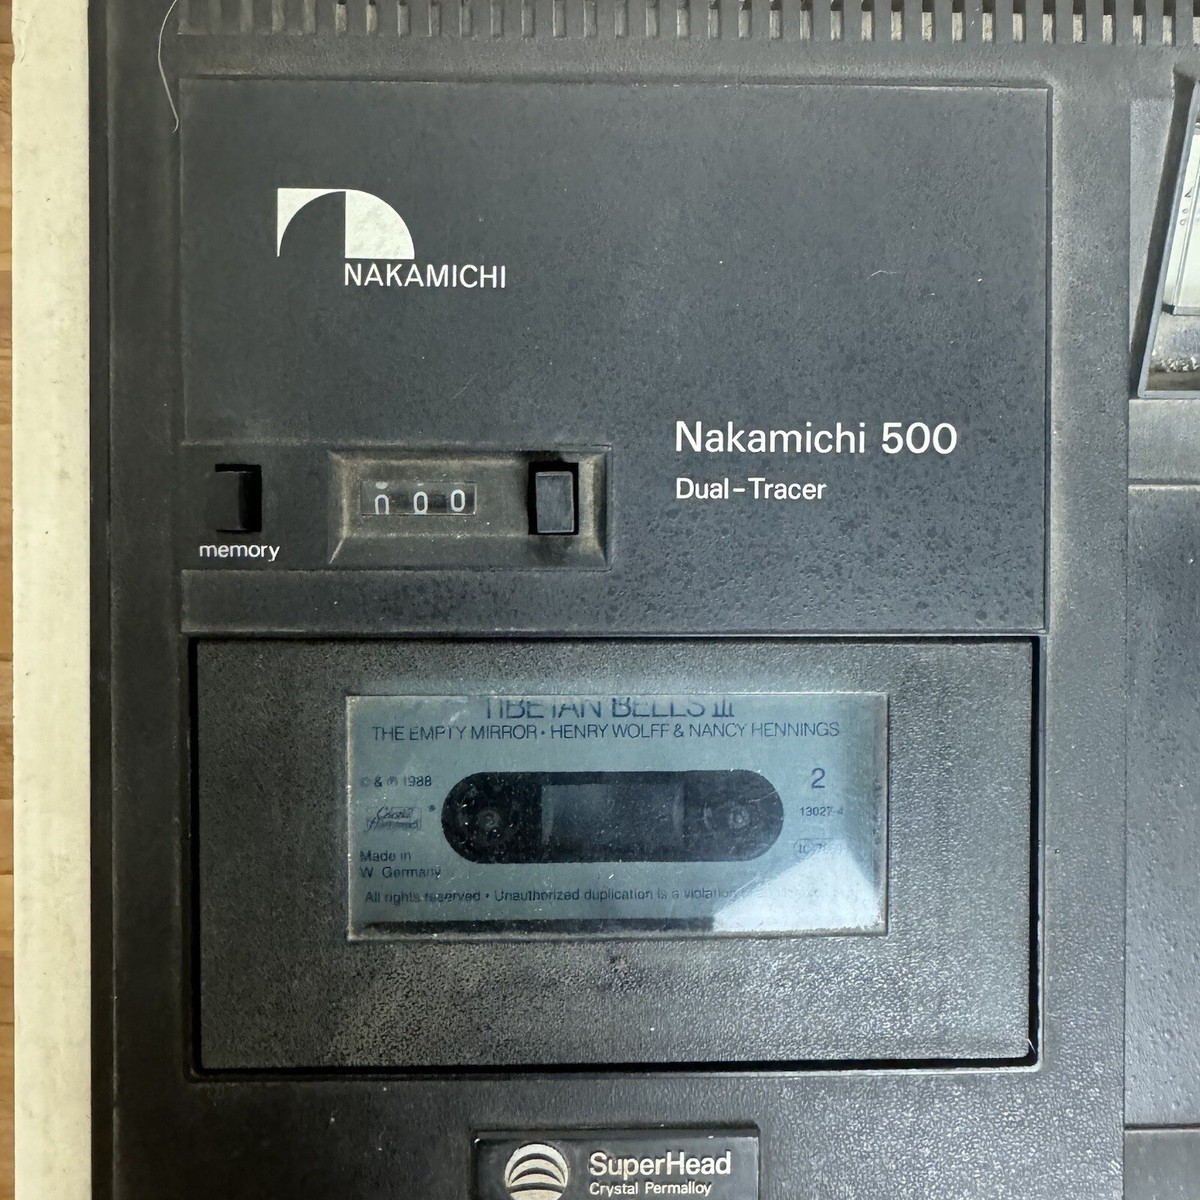 NAKAMICHI
Nakamichi 500
Dual-Tracer
000
memory
TIBETAN BELLS III
THE EMPTY MIRROR • HENRY WOLFF & NANCY HENNINGS
© & ℗ 1988
2
13027-4
Made in
W. Germany
All rights reserved • Unauthorized duplication is a violation
SuperHead
Crystal Permalloy